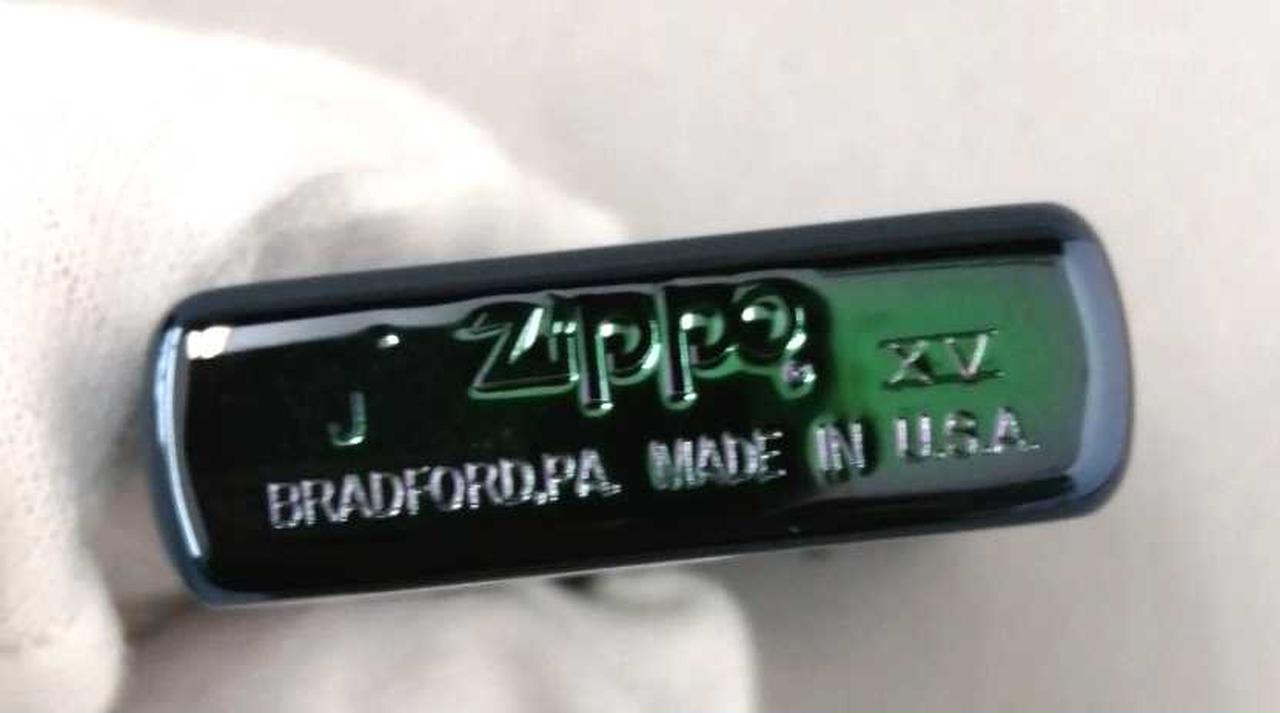 Zippo®
J XV
BRADFORD,PA. MADE IN U.S.A.